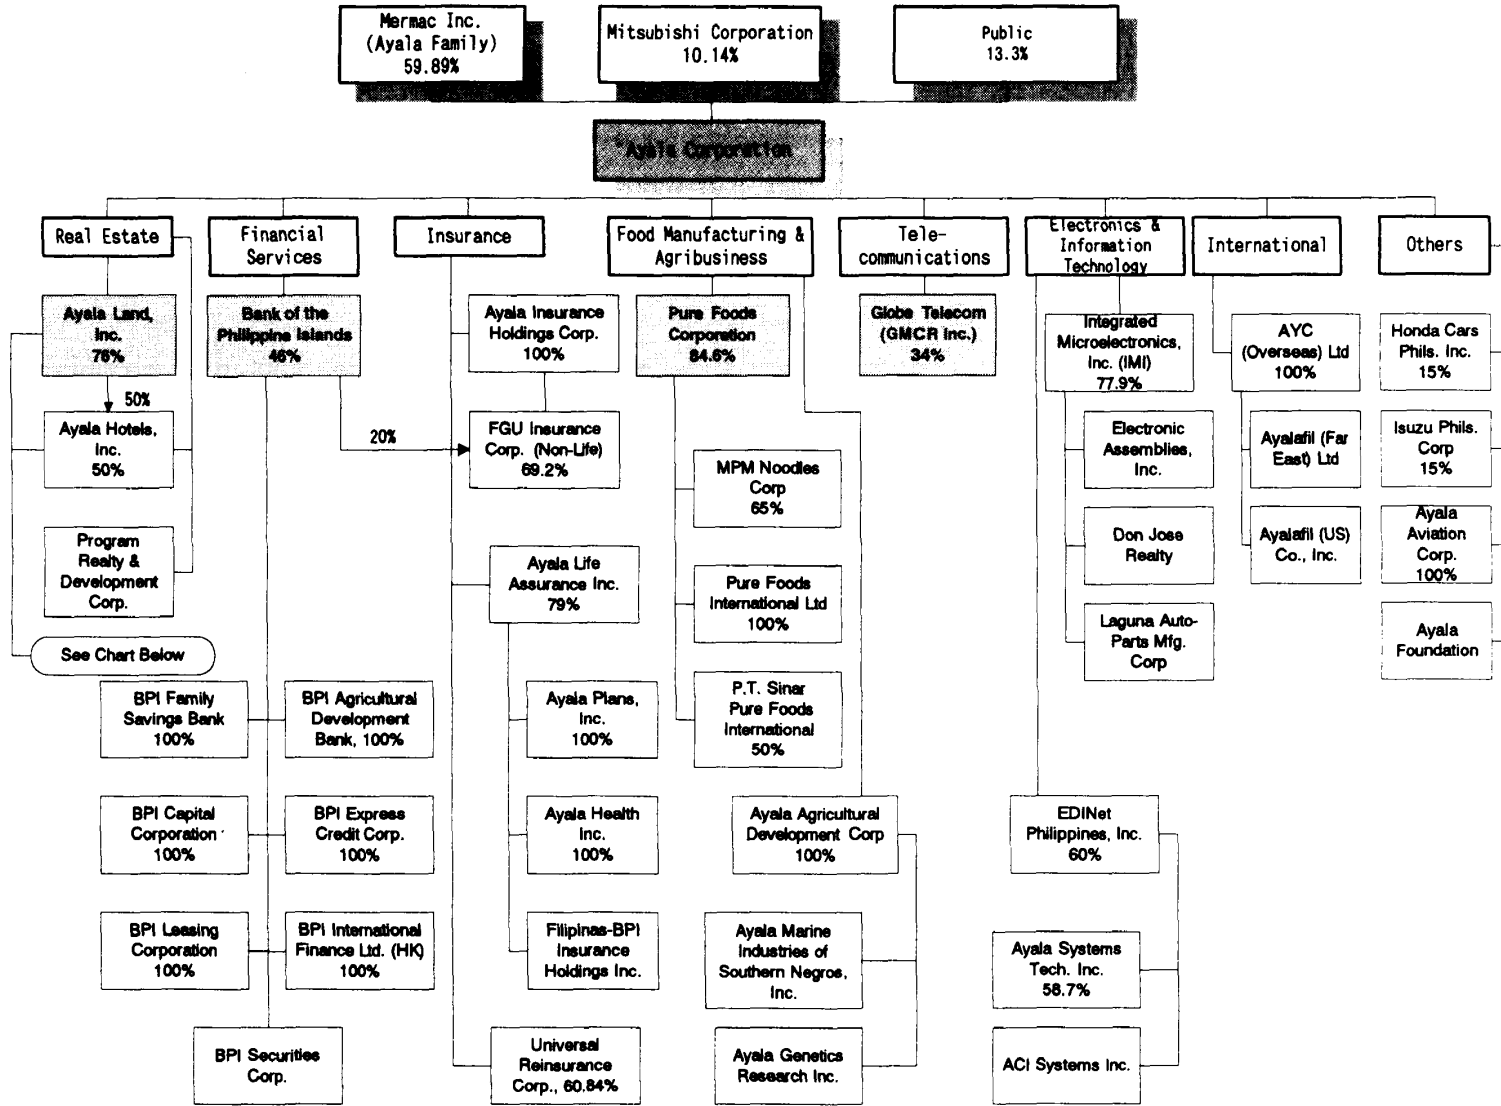 Mermac Inc.
(Ayala Family)
59.89%
Mitsubishi Corporation
10.14%
Public
13.3%
Ayala Corporation
Real Estate
Financial
Services
Insurance
Food Manufacturing &
Agribusiness
Tele-
communications
Electronics &
Information
Technology
International
Others
Ayala Land,
Inc.
76%
50%
Ayala Hotels,
Inc.
50%
Program
Realty &
Development
Corp.
See Chart Below
Bank of the
Philippine Islands
46%
20%
BPI Family
Savings Bank
100%
BPI Agricultural
Development
Bank, 100%
BPI Capital
Corporation
100%
BPI Express
Credit Corp.
100%
BPI Leasing
Corporation
100%
BPI International
Finance Ltd. (HK)
100%
BPI Securities
Corp.
Ayala Insurance
Holdings Corp.
100%
FGU Insurance
Corp. (Non-Life)
69.2%
Ayala Life
Assurance Inc.
79%
Ayala Plans,
Inc.
100%
Ayala Health
Inc.
100%
Filipinas-BPI
Insurance
Holdings Inc.
Universal
Reinsurance
Corp., 60.84%
Pure Foods
Corporation
84.6%
MPM Noodles
Corp
65%
Pure Foods
International Ltd
100%
P.T. Sinar
Pure Foods
International
50%
Ayala Agricultural
Development Corp
100%
Ayala Marine
Industries of
Southern Negros,
Inc.
Ayala Genetics
Research Inc.
Globe Telecom
(GMCR Inc.)
34%
Integrated
Microelectronics,
Inc. (IMI)
77.9%
Electronic
Assemblies,
Inc.
Don Jose
Realty
Laguna Auto-
Parts Mfg.
Corp
EDINet
Philippines, Inc.
60%
Ayala Systems
Tech. Inc.
58.7%
ACI Systems Inc.
AYC
(Overseas) Ltd
100%
Ayalafil (Far
East) Ltd
Ayalafil (US)
Co., Inc.
Honda Cars
Phils. Inc.
15%
Isuzu Phils.
Corp
15%
Ayala
Aviation
Corp.
100%
Ayala
Foundation